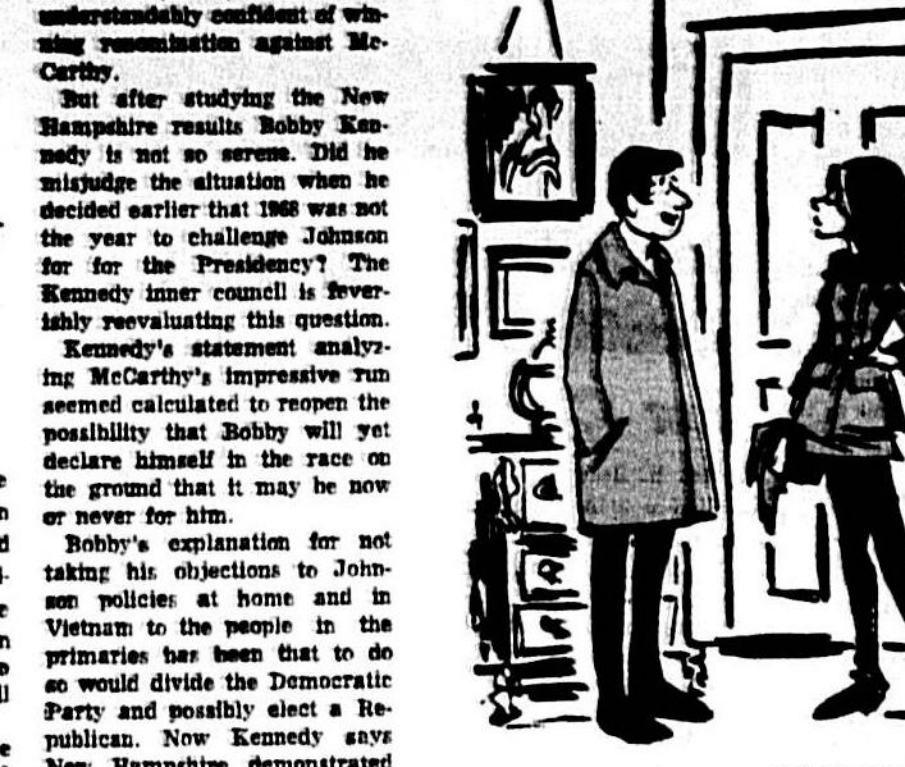 understandably confident of win-
ning renomination against Mc-
Carthy.
But after studying the New
Hampshire results Bobby Ken-
nedy is not so serene. Did he
misjudge the situation when he
decided earlier that 1968 was not
the year to challenge Johnson
for for the Presidency? The
Kennedy inner council is fever-
ishly reevaluating this question.
Kennedy's statement analyz-
ing McCarthy's impressive run
seemed calculated to reopen the
possibility that Bobby will yet
declare himself in the race on
the ground that it may be now
or never for him.
Bobby's explanation for not
taking his objections to John-
son policies at home and in
Vietnam to the people in the
primaries has been that to do
so would divide the Democratic
Party and possibly elect a Re-
publican. Now Kennedy says
New Hampshire demonstrated